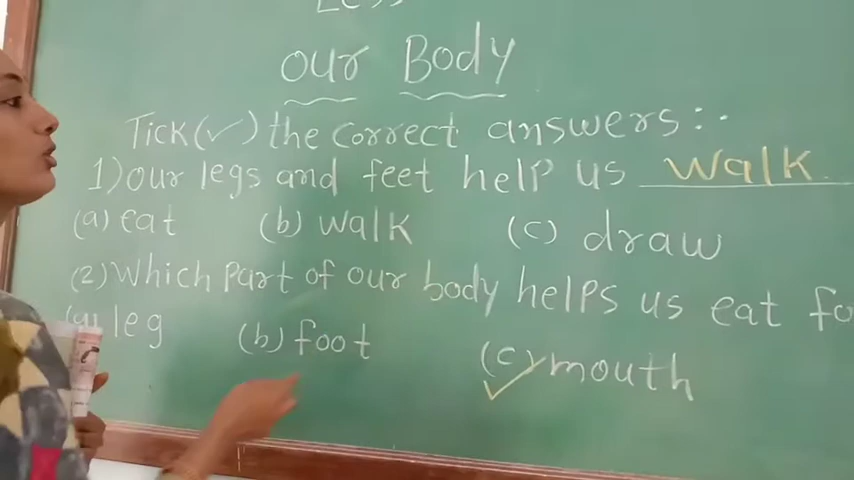 Our Body
Tick (✓) the correct answers:.
1) Our legs and feet help us walk
(a) eat (b) walk (c) draw
(2) Which Part of our body helps us eat
leg (b) foot (c) mouth